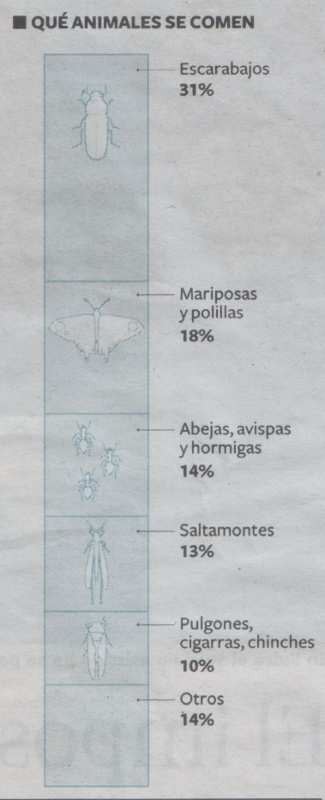 ■ QUÉ ANIMALES SE COMEN
Escarabajos
31%
Mariposas
y polillas
18%
Abejas, avispas
y hormigas
14%
Saltamontes
13%
Pulgones,
cigarras, chinches
10%
Otros
14%